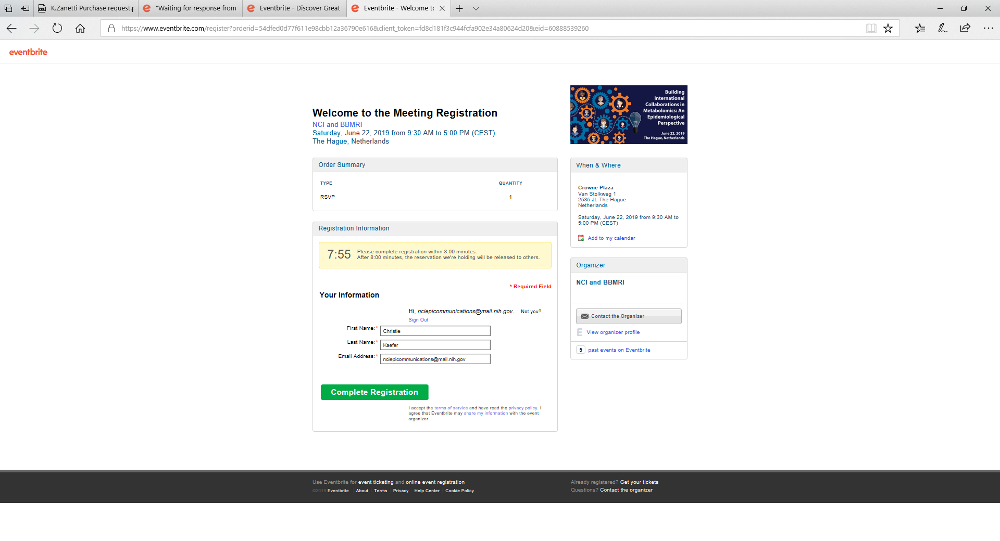 K.Zanetti Purchase request.p
"Waiting for response from
Eventbrite - Discover Great
Eventbrite - Welcome to
https://www.eventbrite.com/register?orderid=54dfed0d77f611e98cbb12a36790e616&client_token=fd8d181f3c944fcfa902e34a80624d20&eid=60888539260
eventbrite
Welcome to the Meeting Registration
NCI and BBMRI
Saturday, June 22, 2019 from 9:30 AM to 5:00 PM (CEST)
The Hague, Netherlands
Building
International
Collaborations in
Metabolomics: An
Epidemiological
Perspective
June 22, 2019
The Hague, Netherlands
Order Summary
TYPE QUANTITY
RSVP 1
Registration Information
7:55
Please complete registration within 8:00 minutes.
After 8:00 minutes, the reservation we're holding will be released to others.
* Required Field
Your Information
Hi, nciepicommunications@mail.nih.gov. Not you?
Sign Out
First Name:* Christie
Last Name:* Kaefer
Email Address:* nciepicommunications@mail.nih.gov
Complete Registration
I accept the terms of service and have read the privacy policy. I
agree that Eventbrite may share my information with the event
organizer.
When & Where
Crowne Plaza
Van Stolkweg 1
2585 JL The Hague
Netherlands
Saturday, June 22, 2019 from 9:30 AM to
5:00 PM (CEST)
Add to my calendar
Organizer
NCI and BBMRI
Contact the Organizer
View organizer profile
5 past events on Eventbrite
Use Eventbrite for event ticketing and online event registration
©2019 Eventbrite About Terms Privacy Help Center Cookie Policy
Already registered? Get your tickets
Questions? Contact the organizer